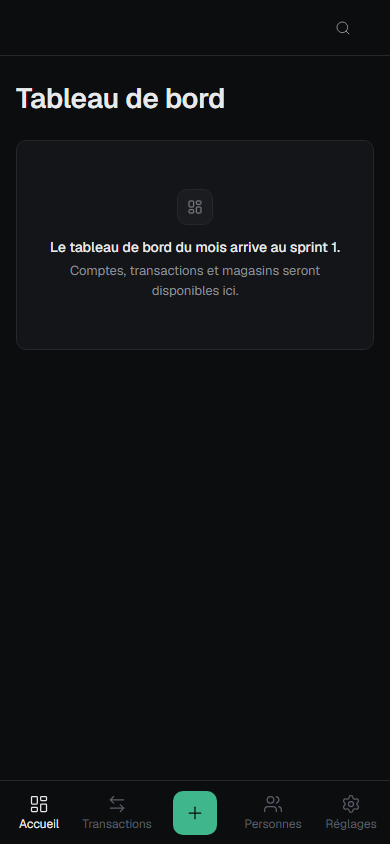 Tableau de bord
Le tableau de bord du mois arrive au sprint 1.
Comptes, transactions et magasins seront
disponibles ici.
Accueil
Transactions
Personnes
Réglages